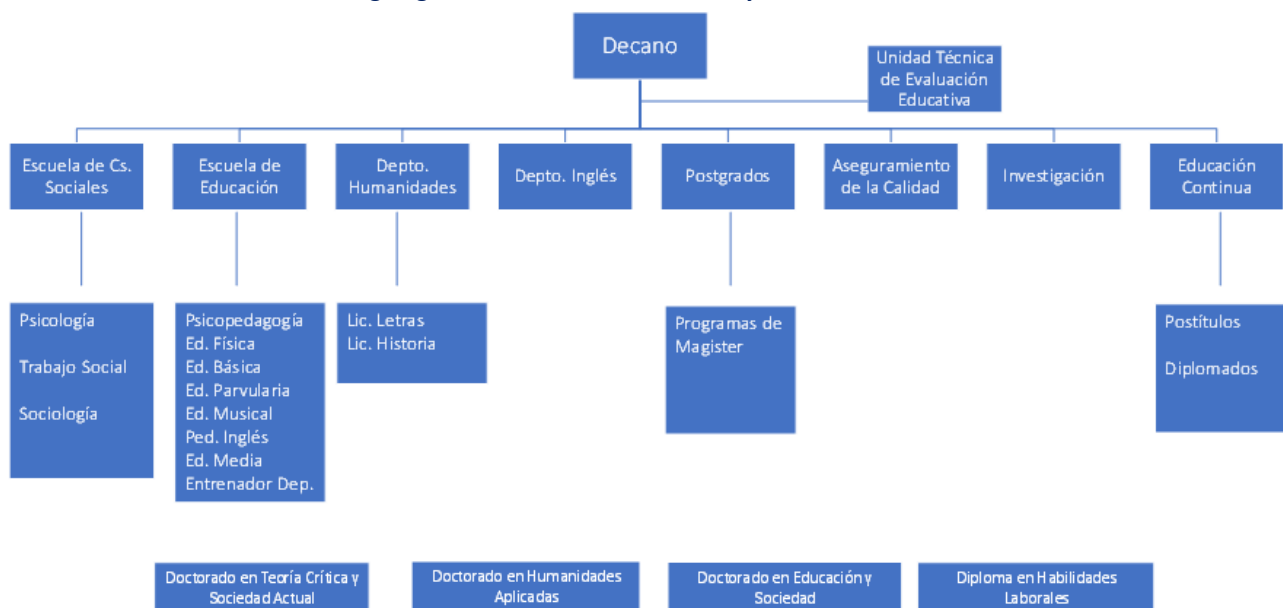 Decano
Unidad Técnica
de Evaluación
Educativa
Escuela de Cs.
Sociales
Escuela de
Educación
Depto.
Humanidades
Depto. Inglés
Postgrados
Aseguramiento
de la Calidad
Investigación
Educación
Continua
Psicología
Trabajo Social
Sociología
Psicopedagogía
Ed. Física
Ed. Básica
Ed. Parvularia
Ed. Musical
Ped. Inglés
Ed. Media
Entrenador Dep.
Lic. Letras
Lic. Historia
Programas de
Magister
Postítulos
Diplomados
Doctorado en Teoría Crítica y
Sociedad Actual
Doctorado en Humanidades
Aplicadas
Doctorado en Educación y
Sociedad
Diploma en Habilidades
Laborales